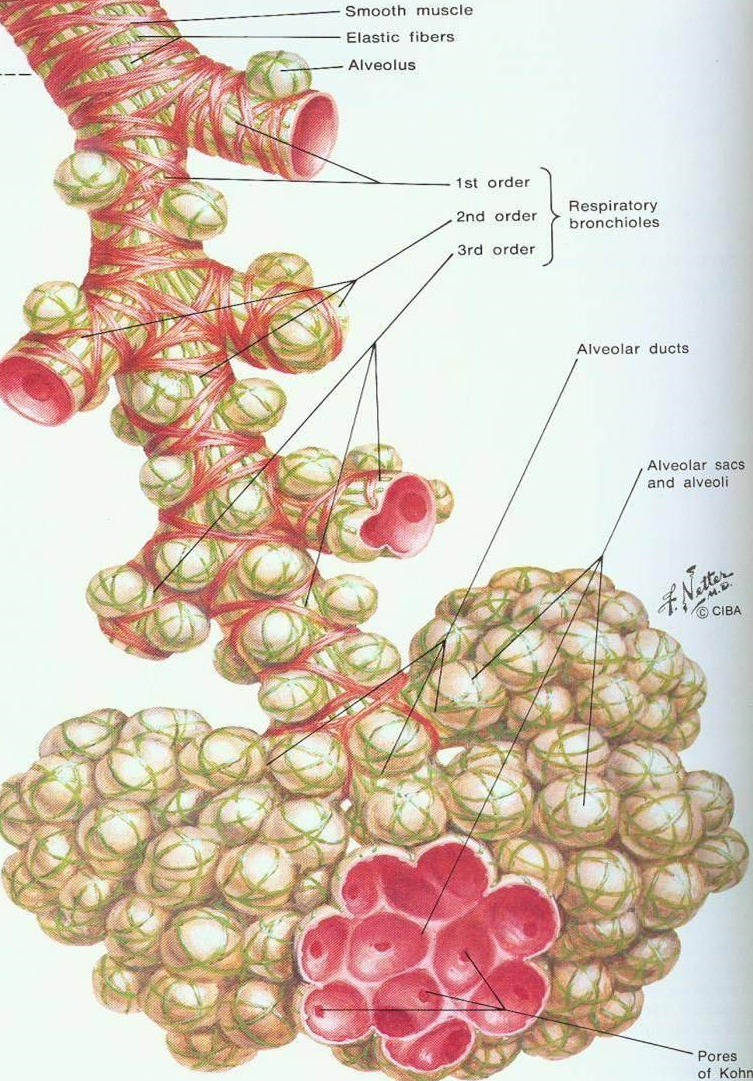 Smooth muscle
Elastic fibers
Alveolus
1st order
2nd order
3rd order
Respiratory
bronchioles
Alveolar ducts
Alveolar sacs
and alveoli
F. Netter
M.D.
© CIBA
Pores
of Kohn